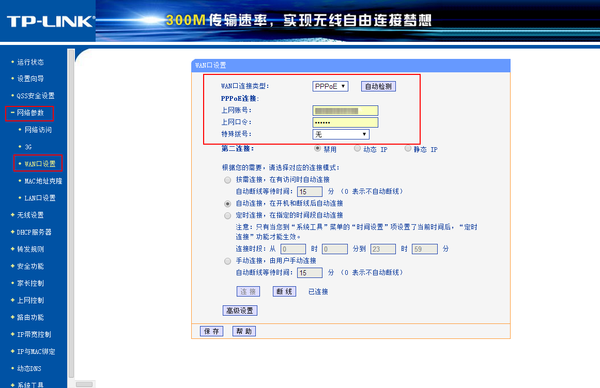 TP-LINK
300M传输速率，实现无线自由连接梦想
运行状态
设置向导
QSS安全设置
网络参数
网络访问
3G
WAN口设置
MAC地址克隆
LAN口设置
无线设置
DHCP服务器
转发规则
安全功能
家长控制
上网控制
路由功能
IP带宽控制
IP与MAC绑定
动态DNS
系统工具
WAN口设置
WAN口连接类型： PPPoE 自动检测
PPPoE连接：
上网账号：
上网口令： ••••••
特殊拨号： 无
第二连接： 禁用 动态 IP 静态 IP
根据您的需要，请选择对应的连接模式：
按需连接，在有访问时自动连接
自动断线等待时间： 15 分 （0 表示不自动断线）
自动连接，在开机和断线后自动连接
定时连接，在指定的时间段自动连接
注意：只有当您到“系统工具”菜单的“时间设置”项设置了当前时间后，“定时
连接”功能才能生效。
连接时段：从 0 时 0 分到 23 时 59 分
手动连接，由用户手动连接
自动断线等待时间： 15 分 （0 表示不自动断线）
连 接 断 线 已连接
高级设置
保 存 帮 助